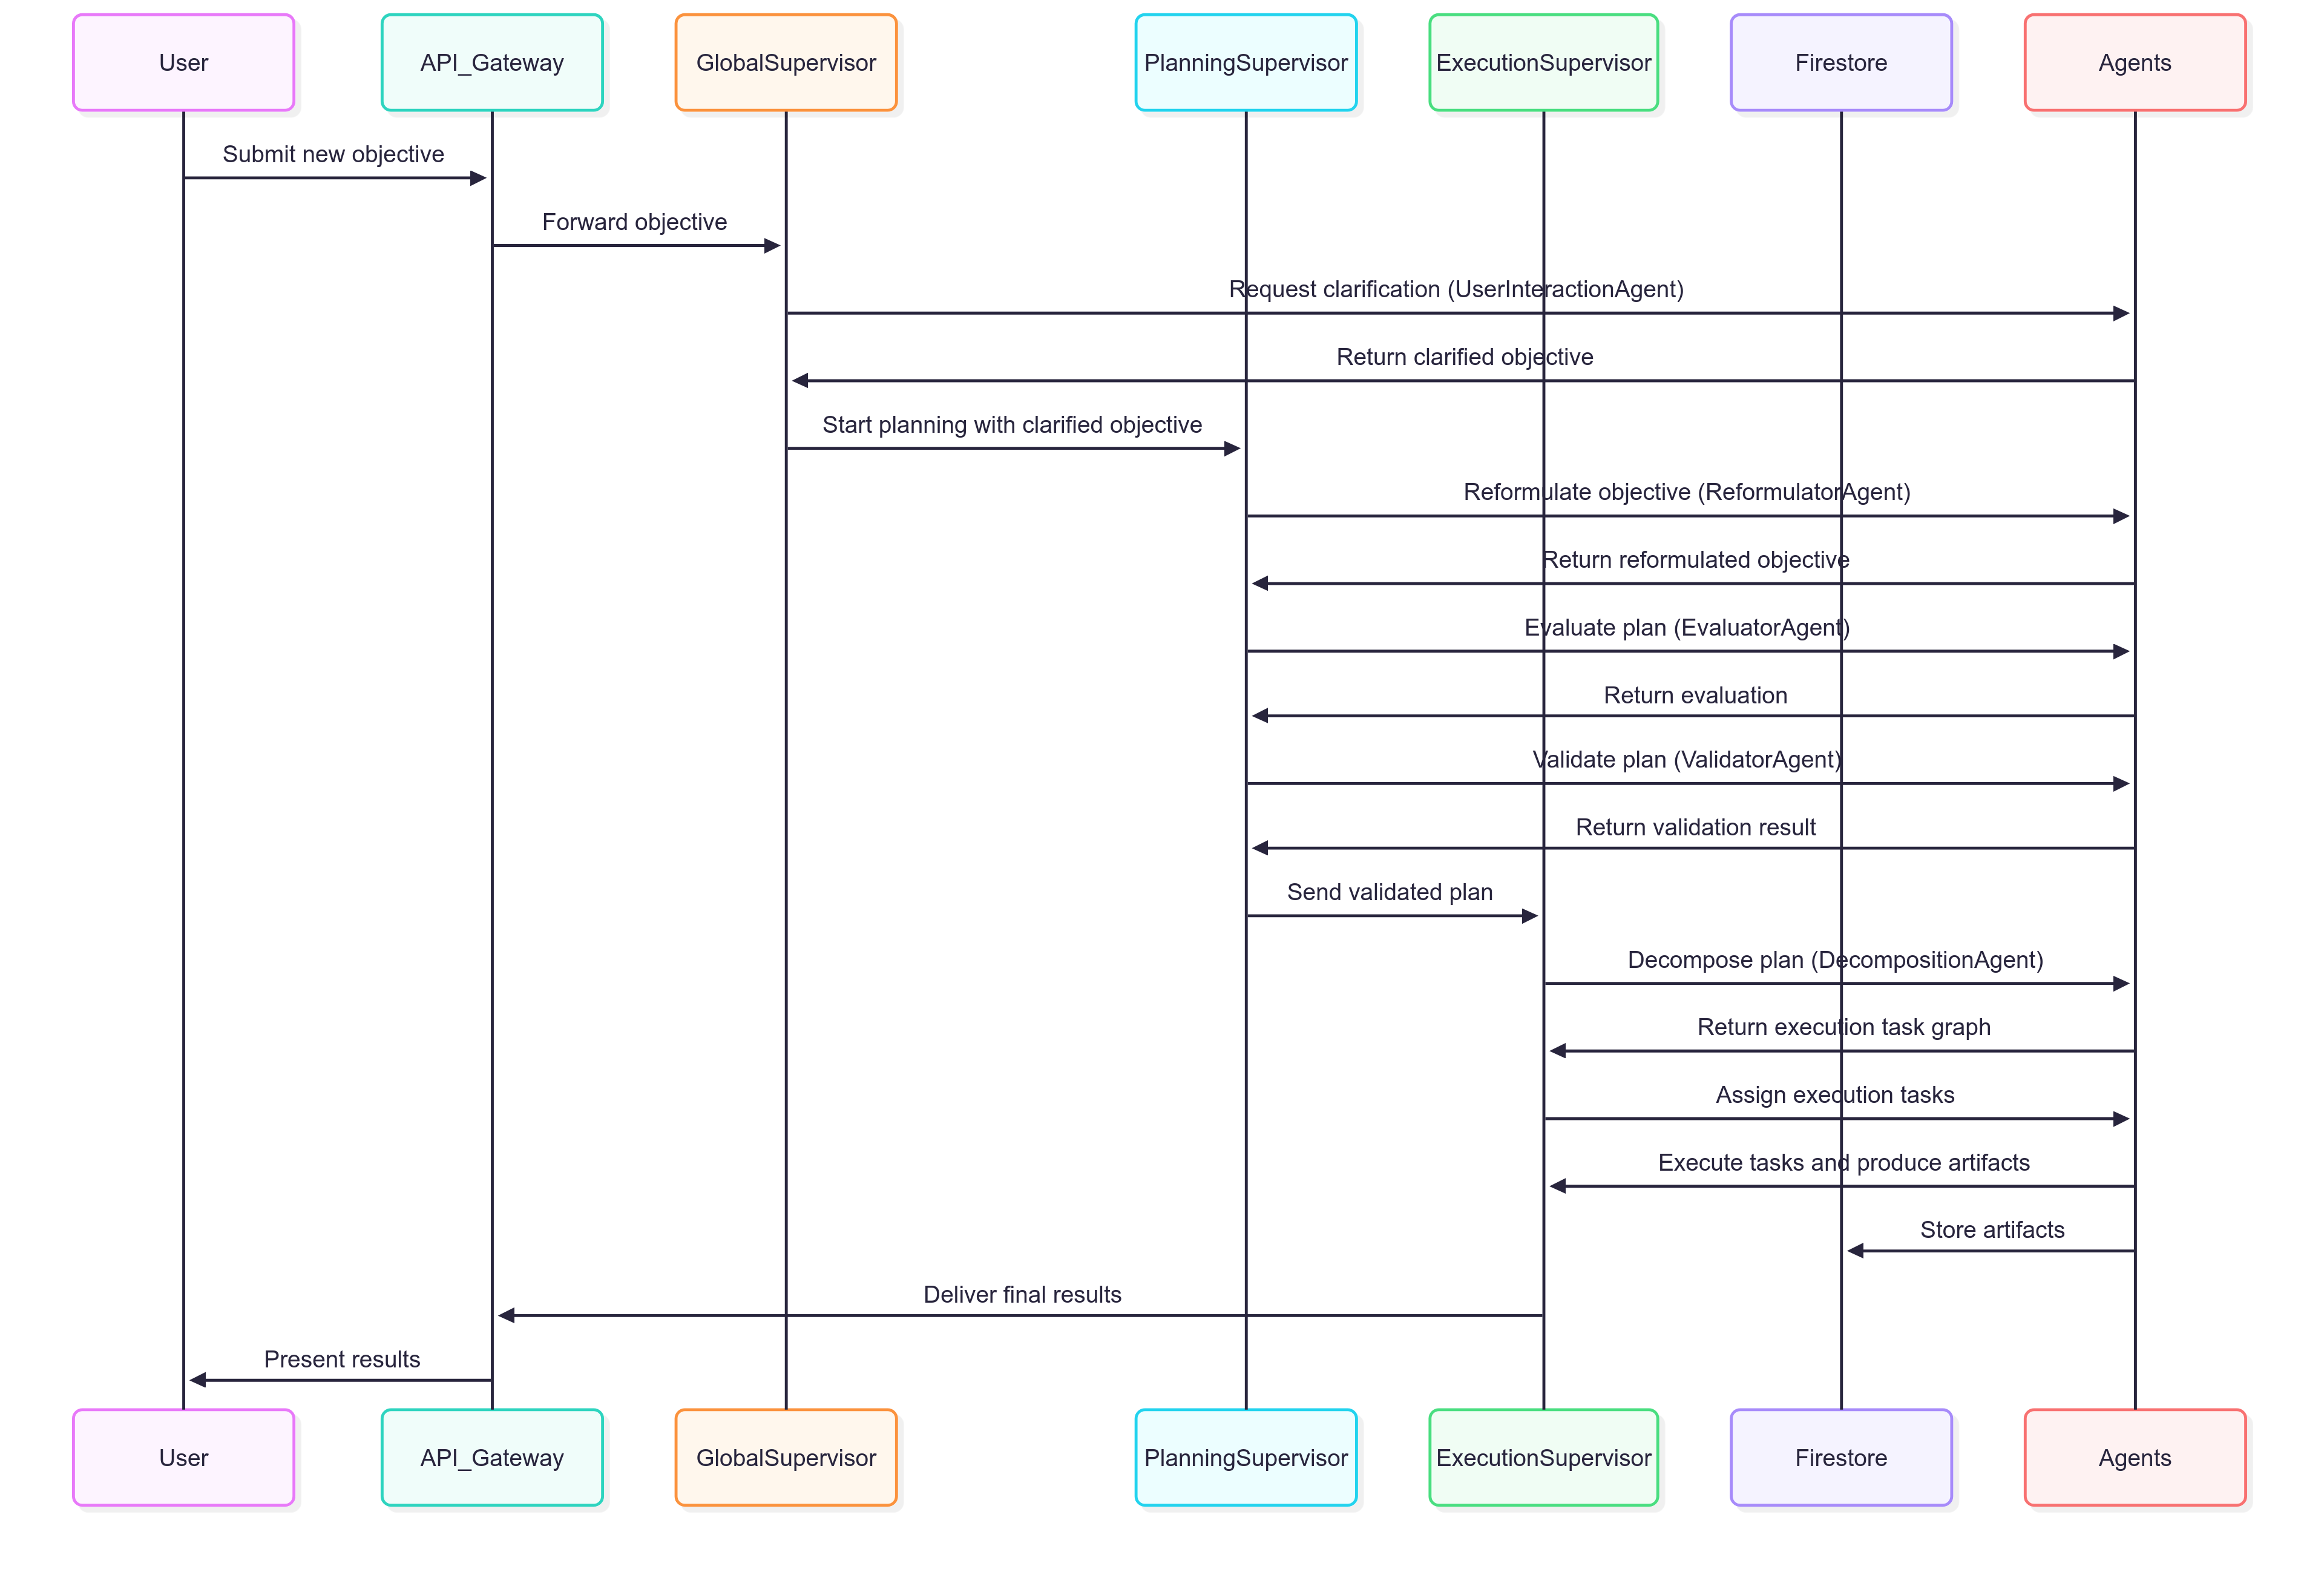 User
API_Gateway
GlobalSupervisor
PlanningSupervisor
ExecutionSupervisor
Firestore
Agents
Submit new objective
Forward objective
Request clarification (UserInteractionAgent)
Return clarified objective
Start planning with clarified objective
Reformulate objective (ReformulatorAgent)
Return reformulated objective
Evaluate plan (EvaluatorAgent)
Return evaluation
Validate plan (ValidatorAgent)
Return validation result
Send validated plan
Decompose plan (DecompositionAgent)
Return execution task graph
Assign execution tasks
Execute tasks and produce artifacts
Store artifacts
Deliver final results
Present results
User
API_Gateway
GlobalSupervisor
PlanningSupervisor
ExecutionSupervisor
Firestore
Agents